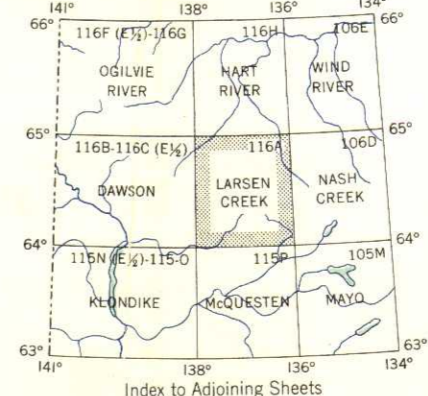 141° 138° 136° 134°
66° 66°
116F (E½)-116G 116H 106E
OGILVIE RIVER HART RIVER WIND RIVER
65° 65°
116B-116C (E½) 116A 106D
DAWSON LARSEN CREEK NASH CREEK
64° 64°
115N (E½)-115-O 115P 105M
KLONDIKE McQUESTEN MAYO
63° 63°
141° 138° 136° 134°
Index to Adjoining Sheets